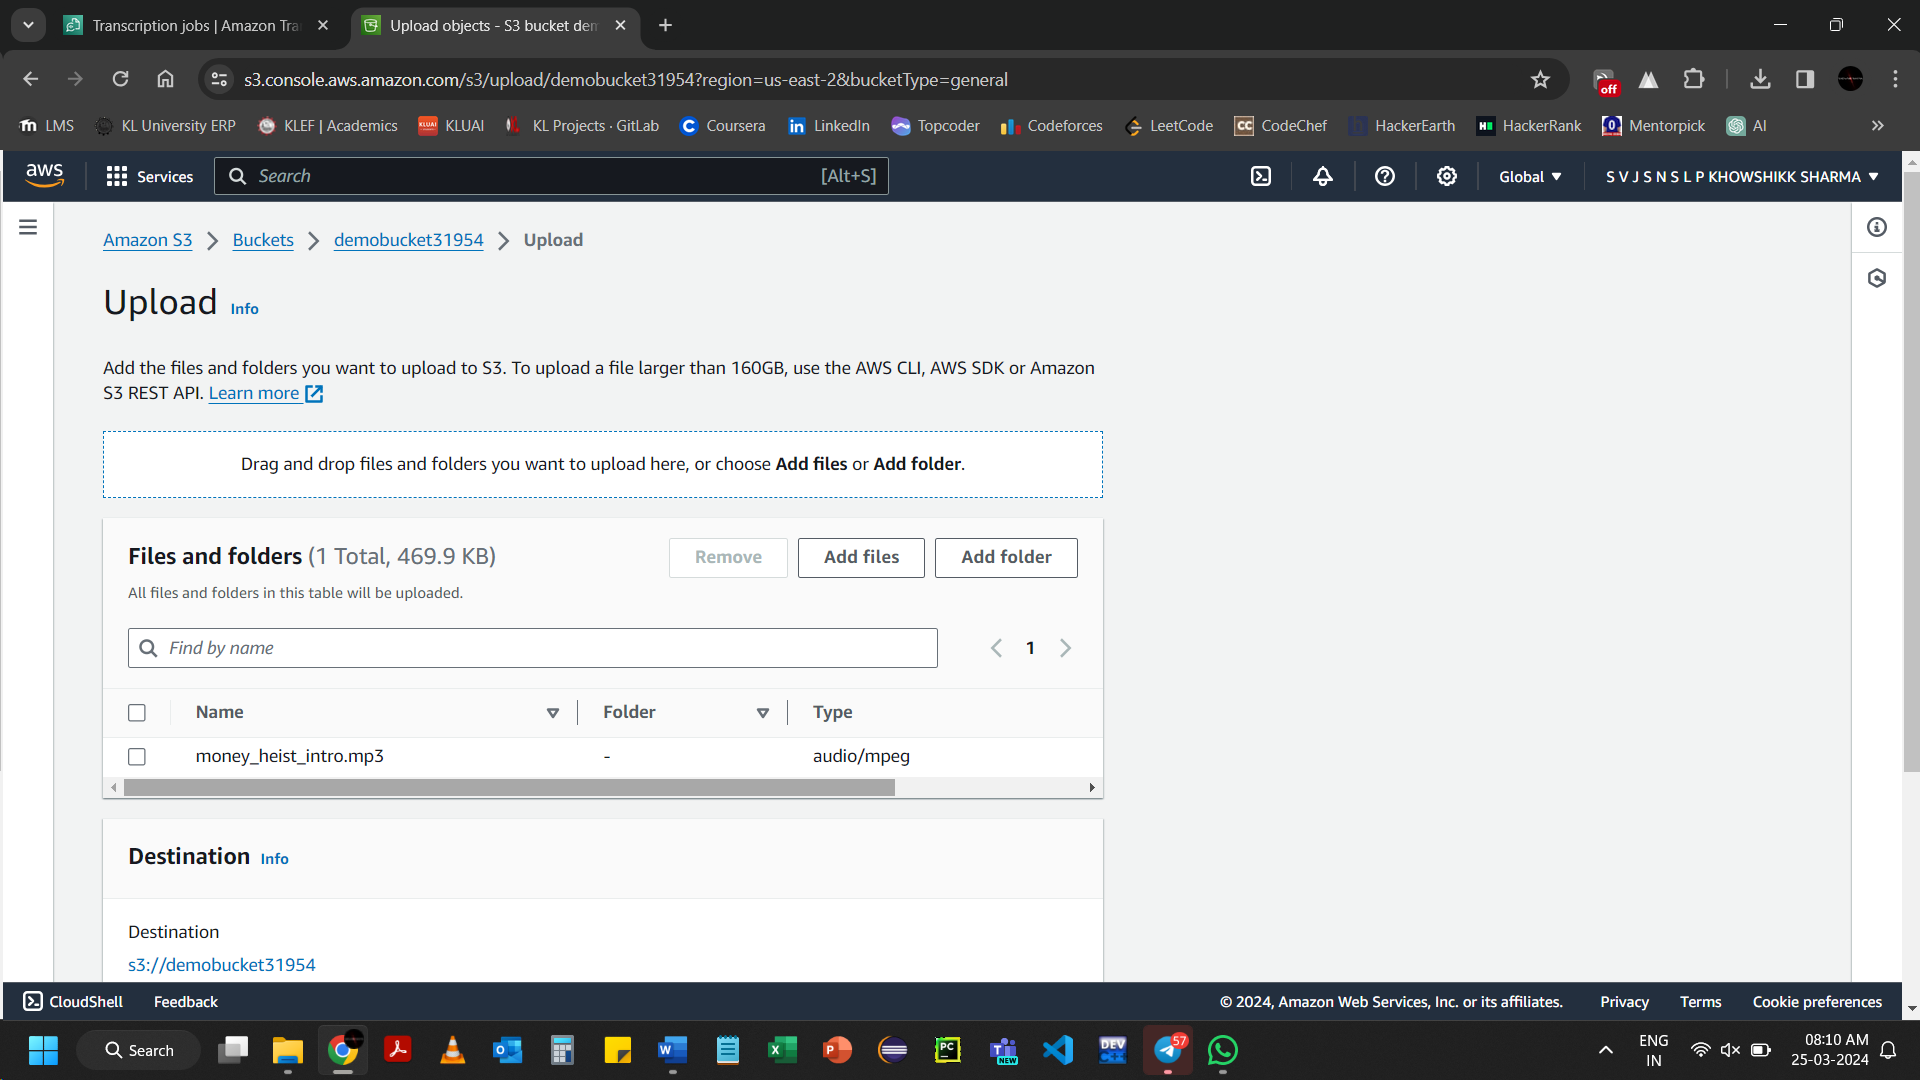 Transcription jobs | Amazon Tra
Upload objects - S3 bucket dem
s3.console.aws.amazon.com/s3/upload/demobucket31954?region=us-east-2&bucketType=general
off
LMS
KL University ERP
KLEF | Academics
KLUAI
KLUAI
KL Projects · GitLab
Coursera
LinkedIn
Topcoder
Codeforces
LeetCode
CC
CodeChef
HackerEarth
HackerRank
Mentorpick
AI
aws
Services
Search
[Alt+S]
Global
S V J S N S L P KHOWSHIKK SHARMA
Amazon S3
Buckets
demobucket31954
Upload
Upload Info
Add the files and folders you want to upload to S3. To upload a file larger than 160GB, use the AWS CLI, AWS SDK or Amazon
S3 REST API. Learn more
Drag and drop files and folders you want to upload here, or choose Add files or Add folder.
Files and folders (1 Total, 469.9 KB)
Remove
Add files
Add folder
All files and folders in this table will be uploaded.
Find by name
1
Name
Folder
Type
money_heist_intro.mp3
-
audio/mpeg
Destination Info
Destination
s3://demobucket31954
CloudShell
Feedback
© 2024, Amazon Web Services, Inc. or its affiliates.
Privacy
Terms
Cookie preferences
Search
PC
NEW
DEV
57
ENG
IN
08:10 AM
25-03-2024